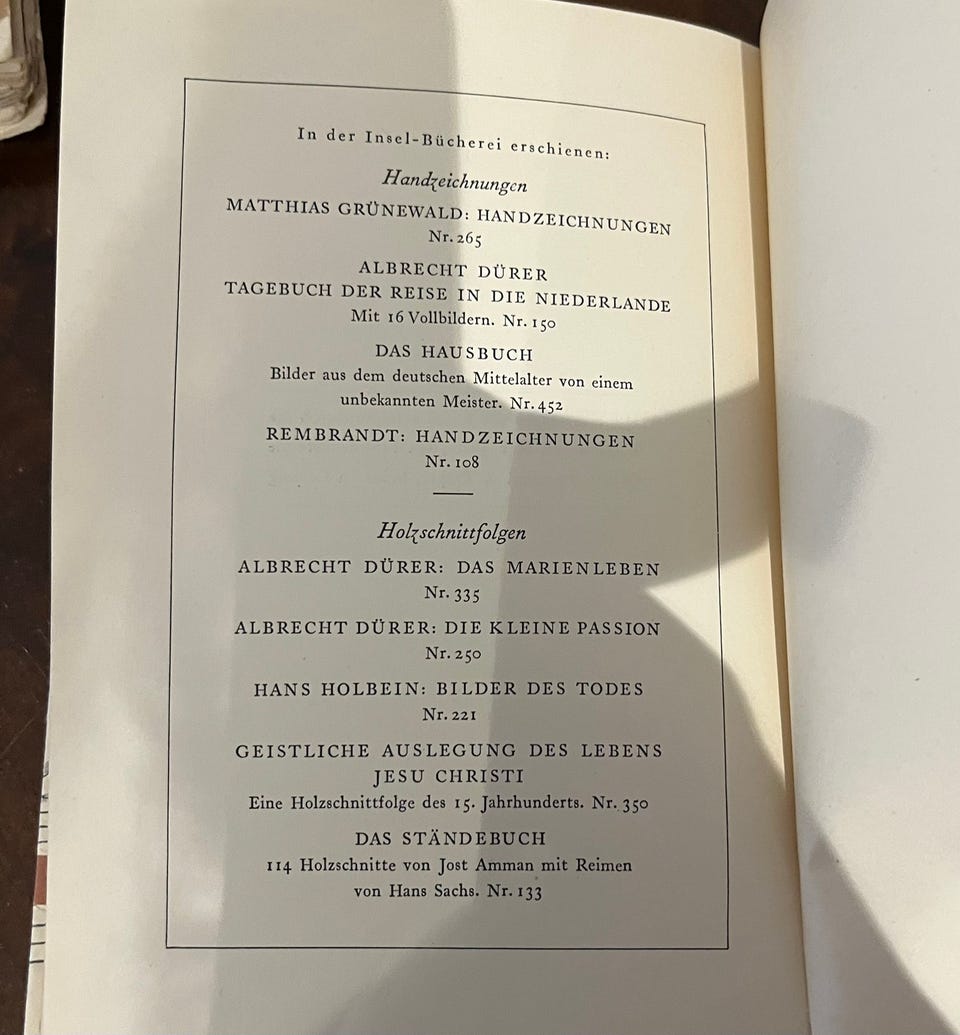 In der Insel-Bücherei erschienen:
Handzeichnungen
MATTHIAS GRÜNEWALD: HANDZEICHNUNGEN
Nr. 265
ALBRECHT DÜRER
TAGEBUCH DER REISE IN DIE NIEDERLANDE
Mit 16 Vollbildern. Nr. 150
DAS HAUSBUCH
Bilder aus dem deutschen Mittelalter von einem
unbekannten Meister. Nr. 452
REMBRANDT: HANDZEICHNUNGEN
Nr. 108
Holzschnittfolgen
ALBRECHT DÜRER: DAS MARIENLEBEN
Nr. 335
ALBRECHT DÜRER: DIE KLEINE PASSION
Nr. 250
HANS HOLBEIN: BILDER DES TODES
Nr. 221
GEISTLICHE AUSLEGUNG DES LEBENS
JESU CHRISTI
Eine Holzschnittfolge des 15. Jahrhunderts. Nr. 350
DAS STÄNDEBUCH
114 Holzschnitte von Jost Amman mit Reimen
von Hans Sachs. Nr. 133